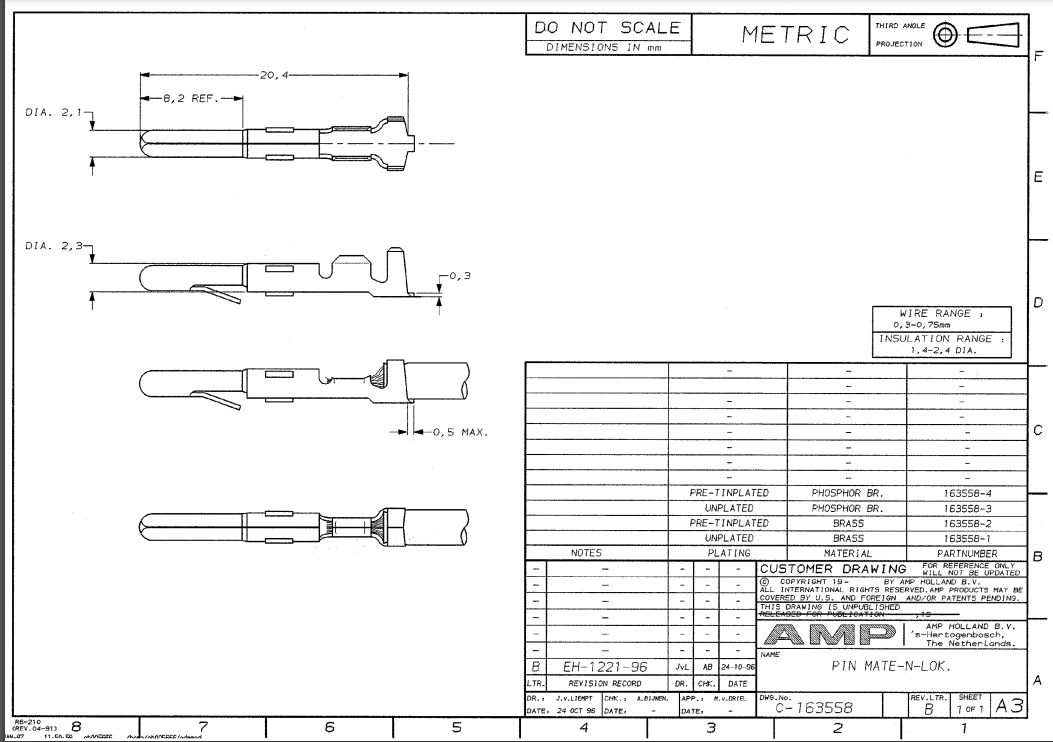 DO NOT SCALE
DIMENSIONS IN mm
METRIC
THIRD ANGLE
PROJECTION
F
20,4
8,2 REF.
DIA. 2,1
E
DIA. 2,3
0,3
D
WIRE RANGE :
0,3-0,75mm
INSULATION RANGE :
1,4-2,4 DIA.
0,5 MAX.
C
- - -
- -
- - -
- - -
- - -
- - -
- -
- - -
PRE-TINPLATED PHOSPHOR BR. 163558-4
UNPLATED PHOSPHOR BR. 163558-3
PRE-TINPLATED BRASS 163558-2
UNPLATED BRASS 163558-1
NOTES PLATING MATERIAL PARTNUMBER
B
CUSTOMER DRAWING
FOR REFERENCE ONLY
WILL NOT BE UPDATED
© COPYRIGHT 19- BY AMP HOLLAND B.V.
ALL INTERNATIONAL RIGHTS RESERVED.AMP PRODUCTS MAY BE
COVERED BY U.S. AND FOREIGN AND/OR PATENTS PENDING.
THIS DRAWING IS UNPUBLISHED
RELEASED FOR PUBLICATION ,19
- - - - -
- - - - -
- - - - -
- - - - -
- - - - -
- - - - -
AMP
AMP HOLLAND B.V.
's-Hertogenbosch,
The Netherlands.
B EH-1221-96 JvL AB 24-10-96
LTR. REVISION RECORD DR. CHK. DATE
NAME
PIN MATE-N-LOK.
A
DR.: J.v.LIEMPT CHK.: A.BIJNEN. APP.: M.v.DRIEL
DATE: 24 OCT 96 DATE: - DATE: -
DWG.No.
C-163558
REV.LTR.
B
SHEET
1 OF 1
A3
R6-210
(REV.04-91)
8 7 6 5 4 3 2 1